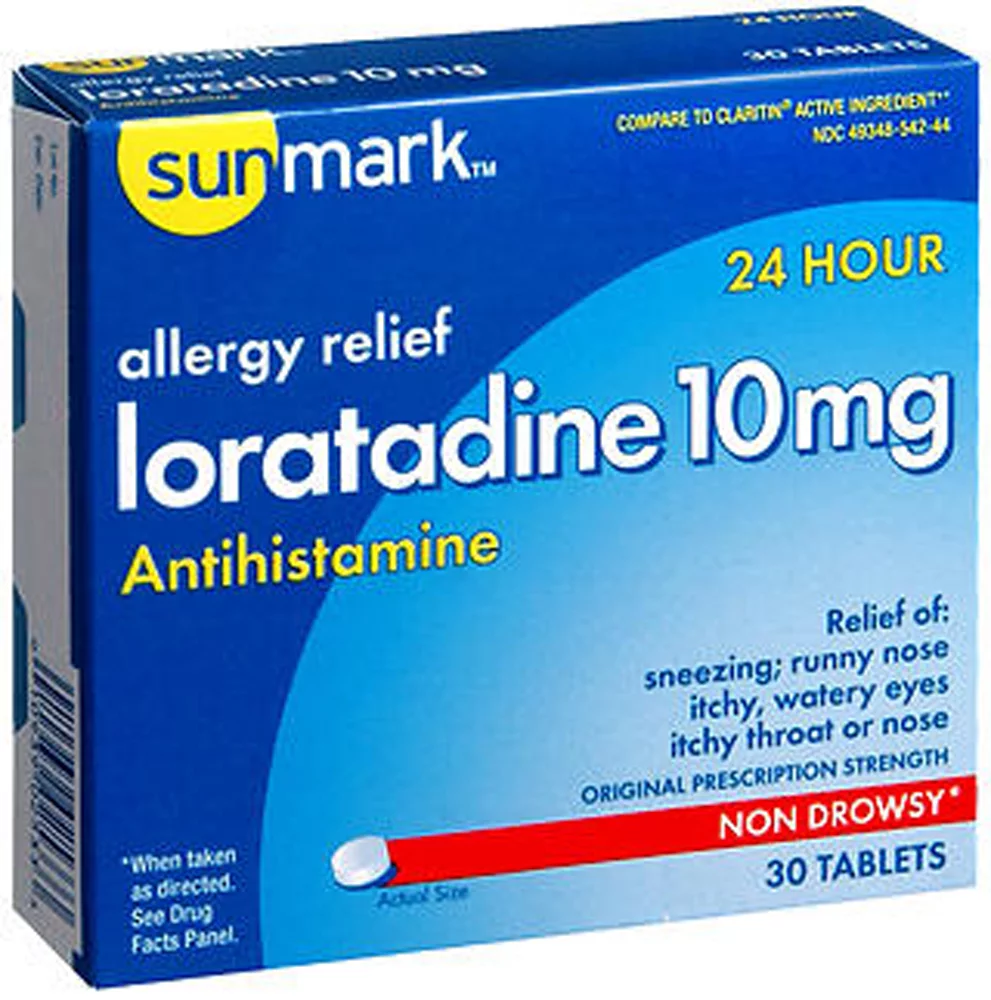 24 HOUR
30 TABLETS
sunmark
allergy relief
loratadine 10 mg
Antihistamine
COMPARE TO CLARITIN® ACTIVE INGREDIENT**
NDC 49348-542-44
sunmark™
24 HOUR
allergy relief
loratadine 10mg
Antihistamine
Relief of:
sneezing; runny nose
itchy, watery eyes
itchy throat or nose
ORIGINAL PRESCRIPTION STRENGTH
NON DROWSY*
30 TABLETS
Actual Size
*When taken
as directed.
See Drug
Facts Panel.